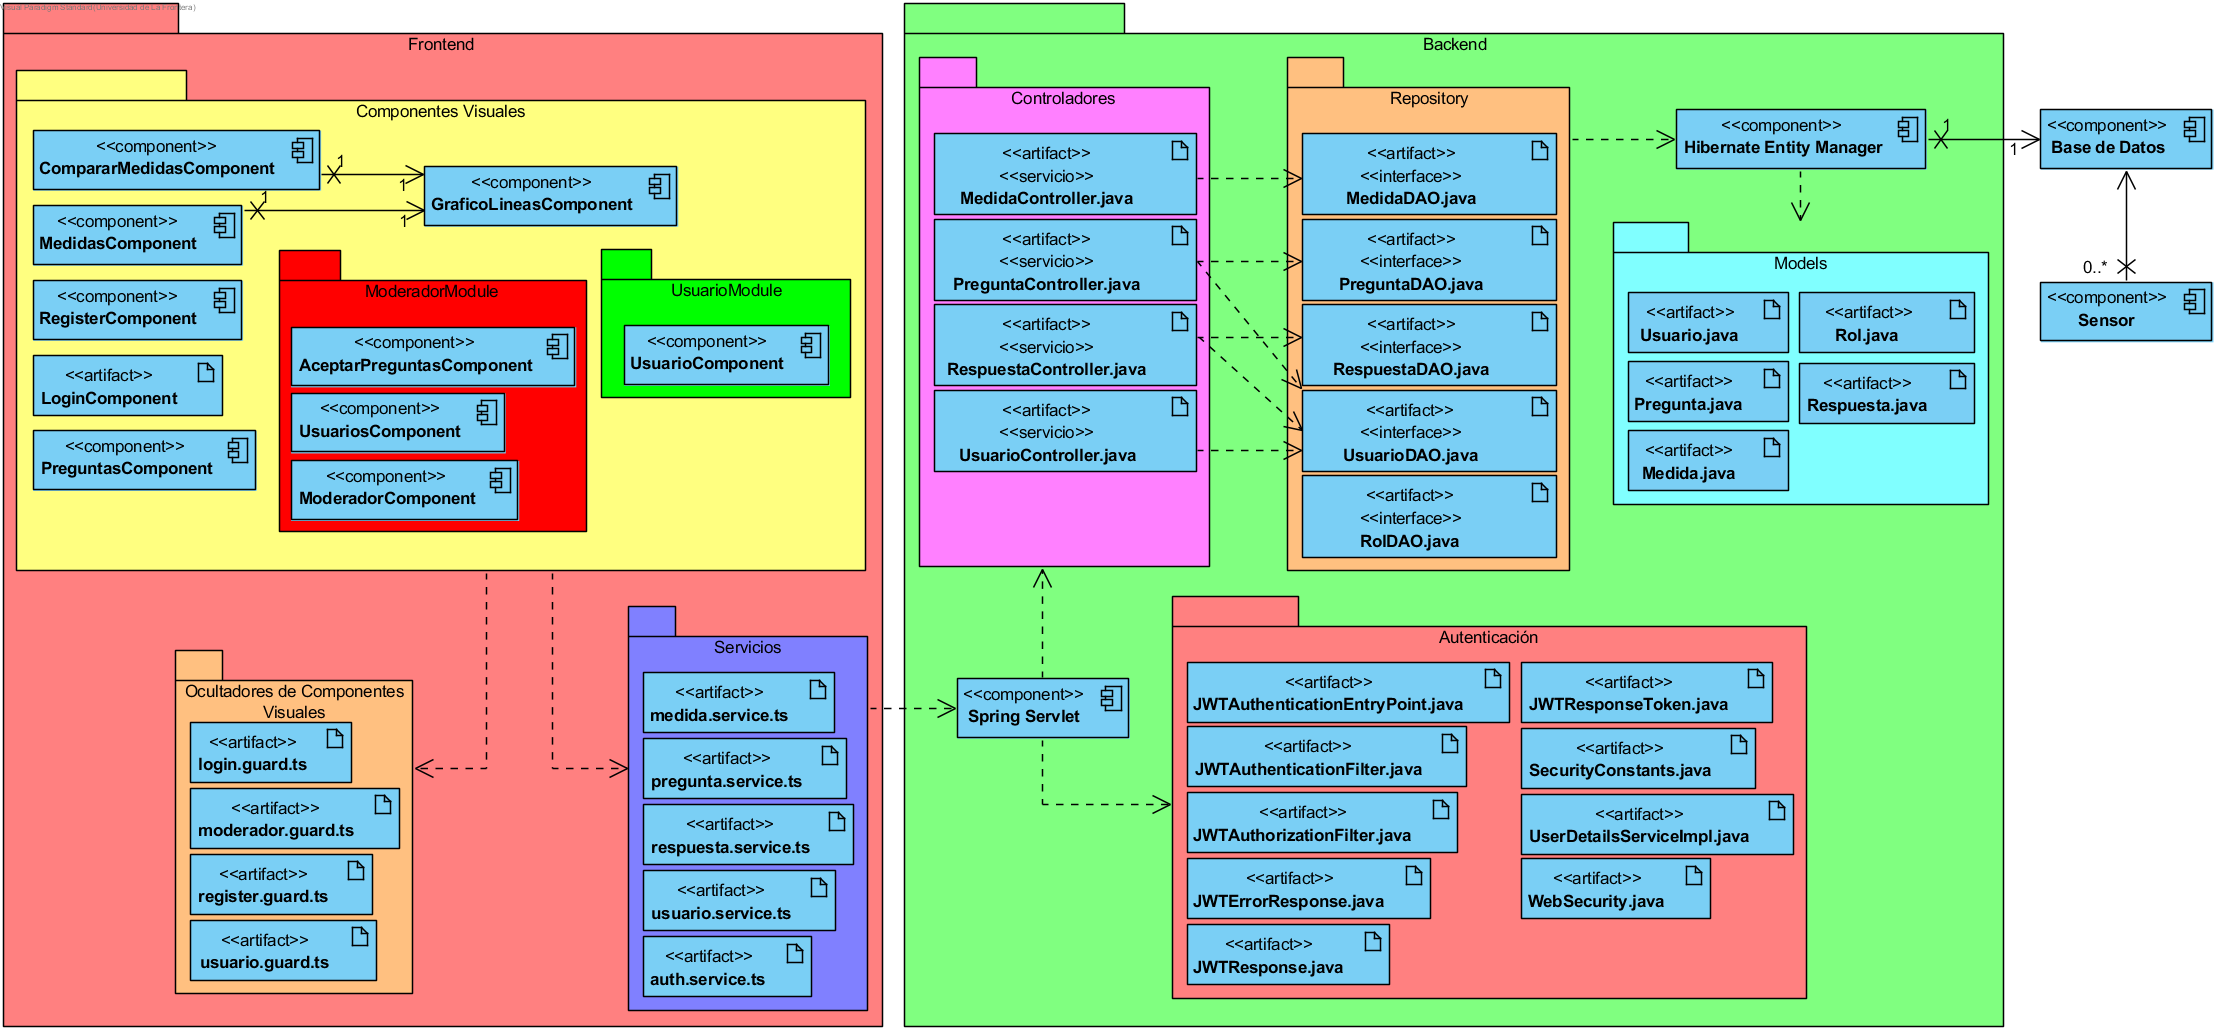 Visual Paradigm Standard(Universidad de La Frontera)
Frontend
Componentes Visuales
<<component>>
CompararMedidasComponent
1
1
<<component>>
GraficoLineasComponent
<<component>>
MedidasComponent
1
1
<<component>>
RegisterComponent
<<artifact>>
LoginComponent
<<component>>
PreguntasComponent
ModeradorModule
<<component>>
AceptarPreguntasComponent
<<component>>
UsuariosComponent
<<component>>
ModeradorComponent
UsuarioModule
<<component>>
UsuarioComponent
Ocultadores de Componentes
Visuales
<<artifact>>
login.guard.ts
<<artifact>>
moderador.guard.ts
<<artifact>>
register.guard.ts
<<artifact>>
usuario.guard.ts
Servicios
<<artifact>>
medida.service.ts
<<artifact>>
pregunta.service.ts
<<artifact>>
respuesta.service.ts
<<artifact>>
usuario.service.ts
<<artifact>>
auth.service.ts
Backend
Controladores
<<artifact>>
<<servicio>>
MedidaController.java
<<artifact>>
<<servicio>>
PreguntaController.java
<<artifact>>
<<servicio>>
RespuestaController.java
<<artifact>>
<<servicio>>
UsuarioController.java
Repository
<<artifact>>
<<interface>>
MedidaDAO.java
<<artifact>>
<<interface>>
PreguntaDAO.java
<<artifact>>
<<interface>>
RespuestaDAO.java
<<artifact>>
<<interface>>
UsuarioDAO.java
<<artifact>>
<<interface>>
RolDAO.java
<<component>>
Hibernate Entity Manager
1
1
Models
<<artifact>>
Usuario.java
<<artifact>>
Rol.java
<<artifact>>
Pregunta.java
<<artifact>>
Respuesta.java
<<artifact>>
Medida.java
<<component>>
Spring Servlet
Autenticación
<<artifact>>
JWTAuthenticationEntryPoint.java
<<artifact>>
JWTResponseToken.java
<<artifact>>
JWTAuthenticationFilter.java
<<artifact>>
SecurityConstants.java
<<artifact>>
JWTAuthorizationFilter.java
<<artifact>>
UserDetailsServiceImpl.java
<<artifact>>
JWTErrorResponse.java
<<artifact>>
WebSecurity.java
<<artifact>>
JWTResponse.java
<<component>>
Base de Datos
0..*
<<component>>
Sensor